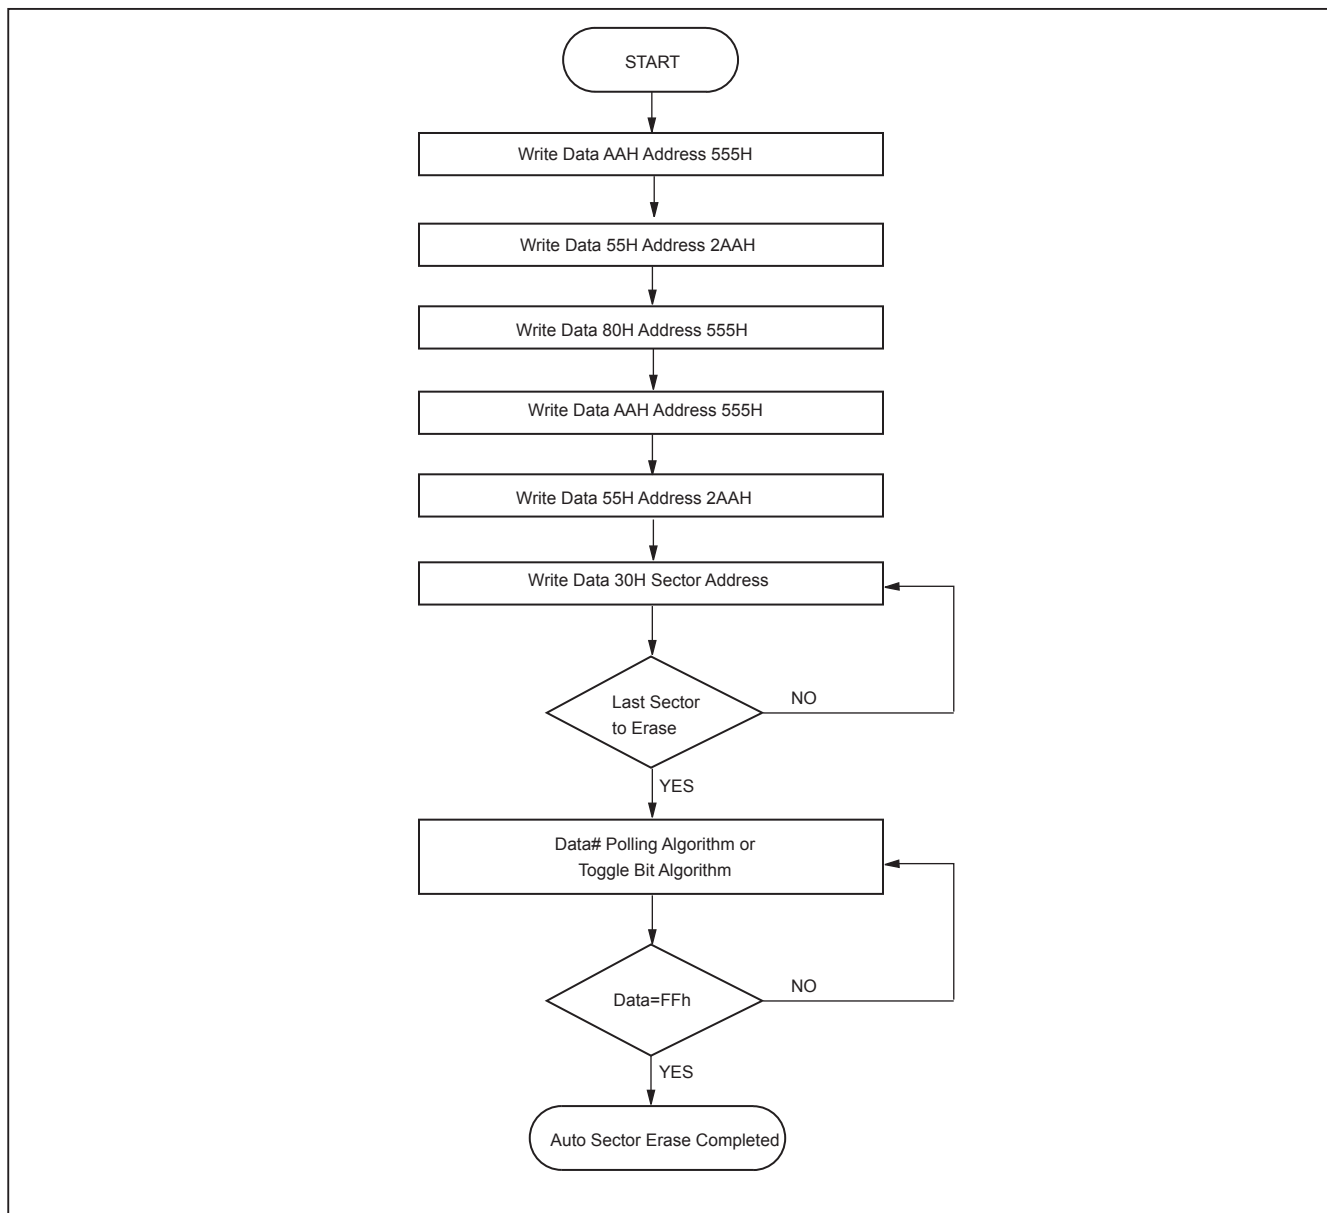 START
Write Data AAH Address 555H
Write Data 55H Address 2AAH
Write Data 80H Address 555H
Write Data AAH Address 555H
Write Data 55H Address 2AAH
Write Data 30H Sector Address
Last Sector
to Erase
NO
YES
Data# Polling Algorithm or
Toggle Bit Algorithm
Data=FFh
NO
YES
Auto Sector Erase Completed